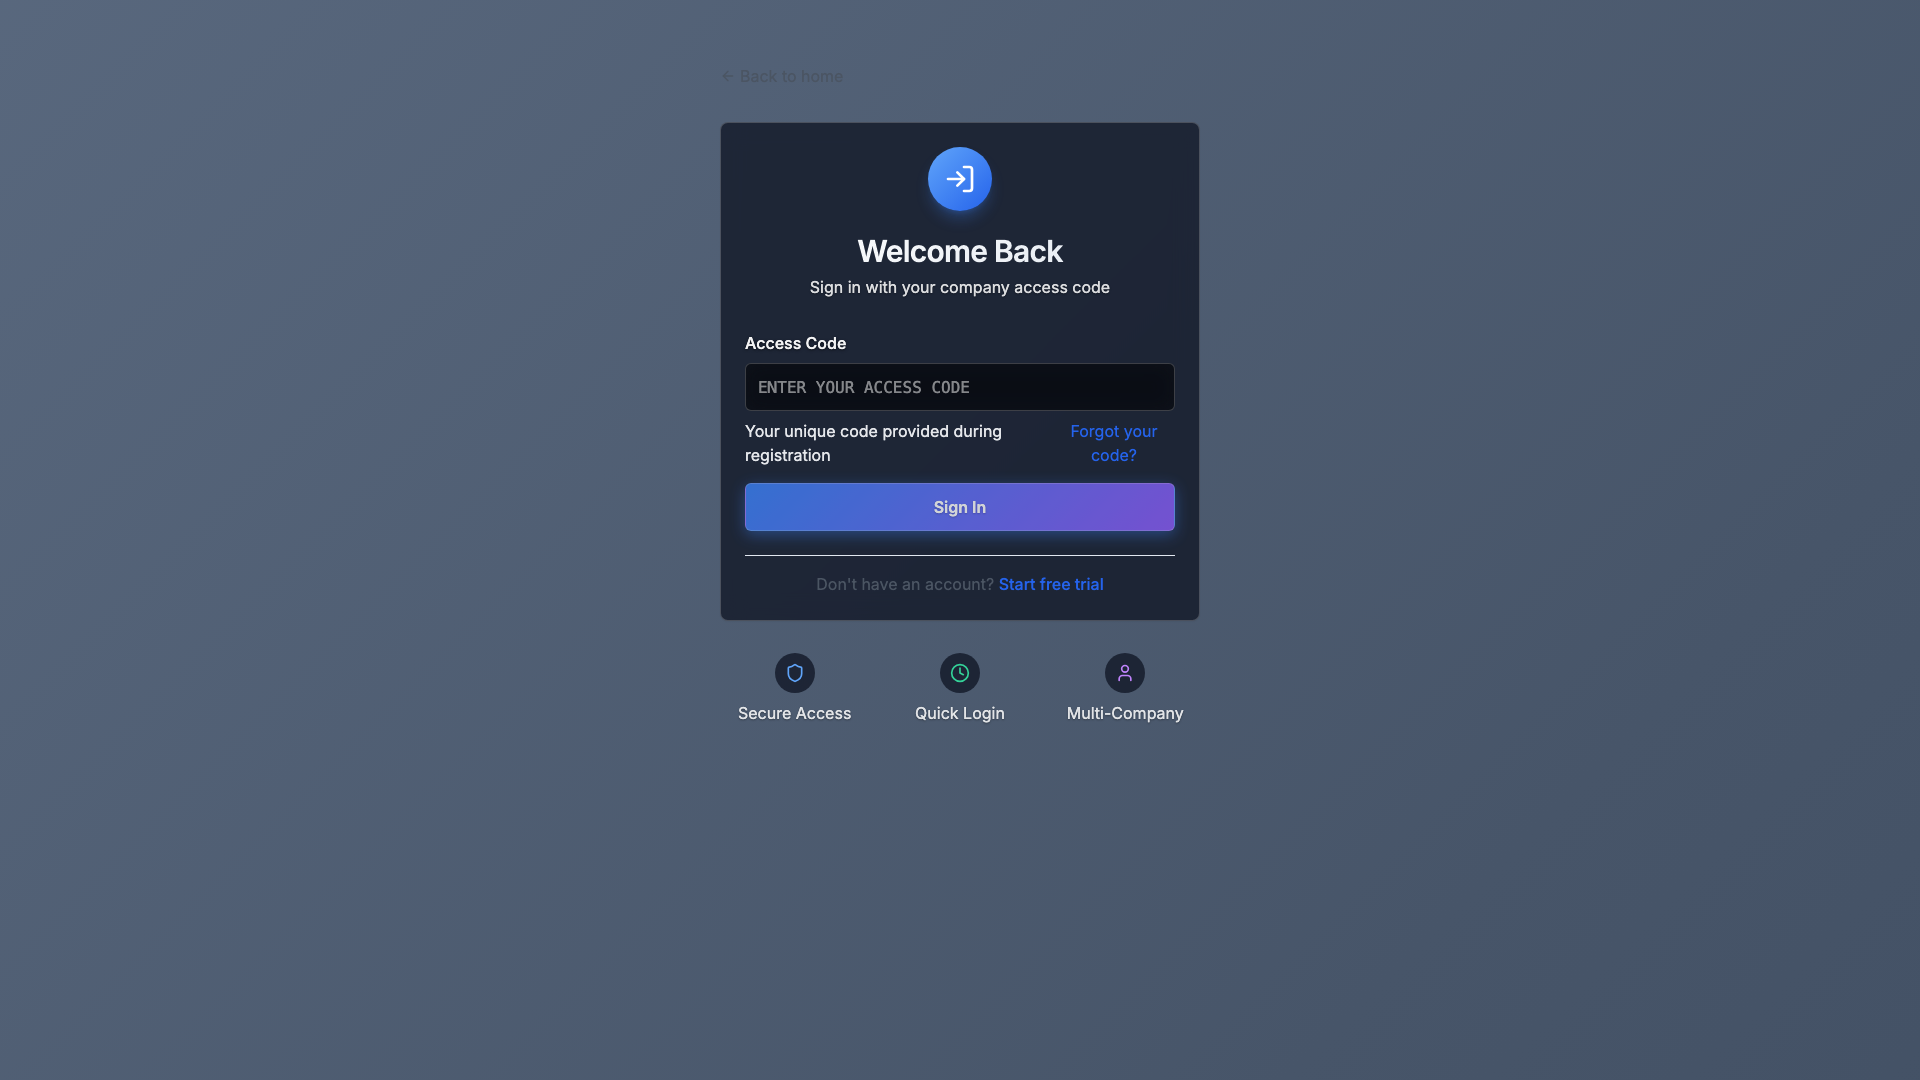 Back to home
Welcome Back
Sign in with your company access code
Access Code
ENTER YOUR ACCESS CODE
Your unique code provided during
registration
Forgot your
code?
Sign In
Don't have an account? Start free trial
Secure Access
Quick Login
Multi-Company